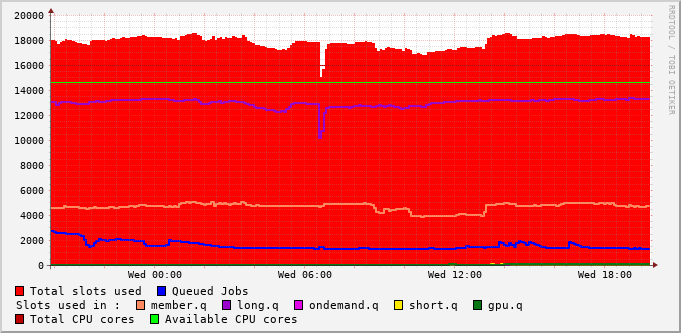 20000
18000
16000
14000
12000
10000
8000
6000
4000
2000
0
Wed 00:00 Wed 06:00 Wed 12:00 Wed 18:00
RRDTOOL / TOBI OETIKER
Total slots used Queued Jobs
Slots used in : member.q long.q ondemand.q short.q gpu.q
Total CPU cores Available CPU cores